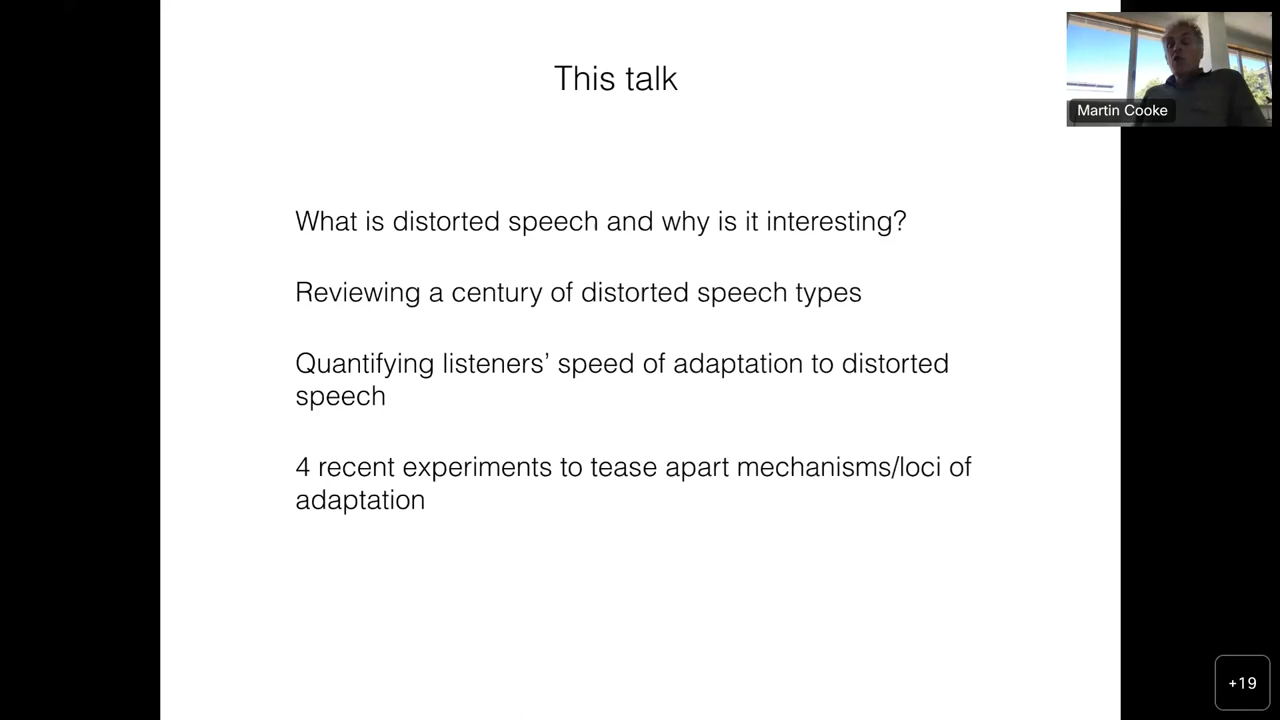 This talk
Martin Cooke
What is distorted speech and why is it interesting?
Reviewing a century of distorted speech types
Quantifying listeners’ speed of adaptation to distorted
speech
4 recent experiments to tease apart mechanisms/loci of
adaptation
+19